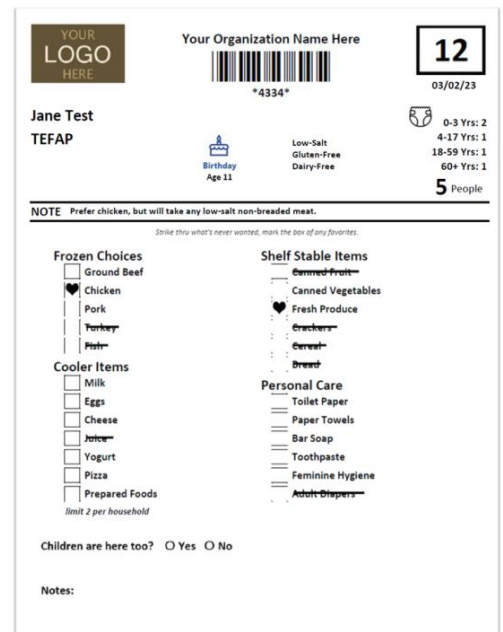 YOUR
LOGO
HERE
Your Organization Name Here
*4334*
12
03/02/23
Jane Test
TEFAP
Birthday
Age 11
Low-Salt
Gluten-Free
Dairy-Free
0-3 Yrs: 2
4-17 Yrs: 1
18-59 Yrs: 1
60+ Yrs: 1
5 People
NOTE Prefer chicken, but will take any low-salt non-breaded meat.
Strike thru what's never wanted, mark the box of any favorites.
Frozen Choices
Ground Beef
Chicken
Pork
Turkey
Fish
Cooler Items
Milk
Eggs
Cheese
Juice
Yogurt
Pizza
Prepared Foods
limit 2 per household
Shelf Stable Items
Canned Fruit
Canned Vegetables
Fresh Produce
Crackers
Cereal
Bread
Personal Care
Toilet Paper
Paper Towels
Bar Soap
Toothpaste
Feminine Hygiene
Adult Diapers
Children are here too? O Yes O No
Notes: